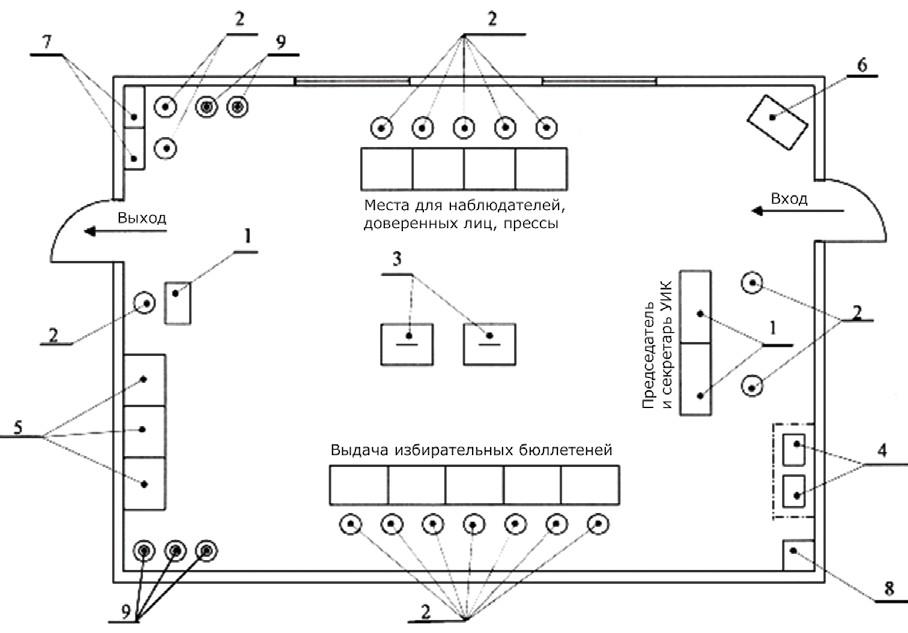 2
2
7
9
6
Места для наблюдателей,
доверенных лиц, прессы
Выход
Вход
1
3
2
2
1
Председатель
и секретарь УИК
5
Выдача избирательных бюллетеней
4
8
9
2